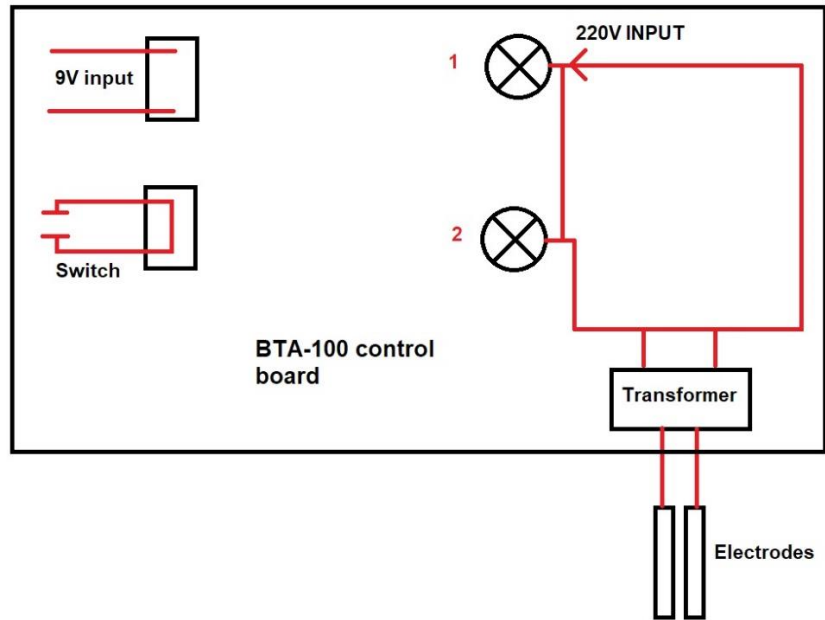 220V INPUT
1
9V input
2
Switch
BTA-100 control
board
Transformer
Electrodes